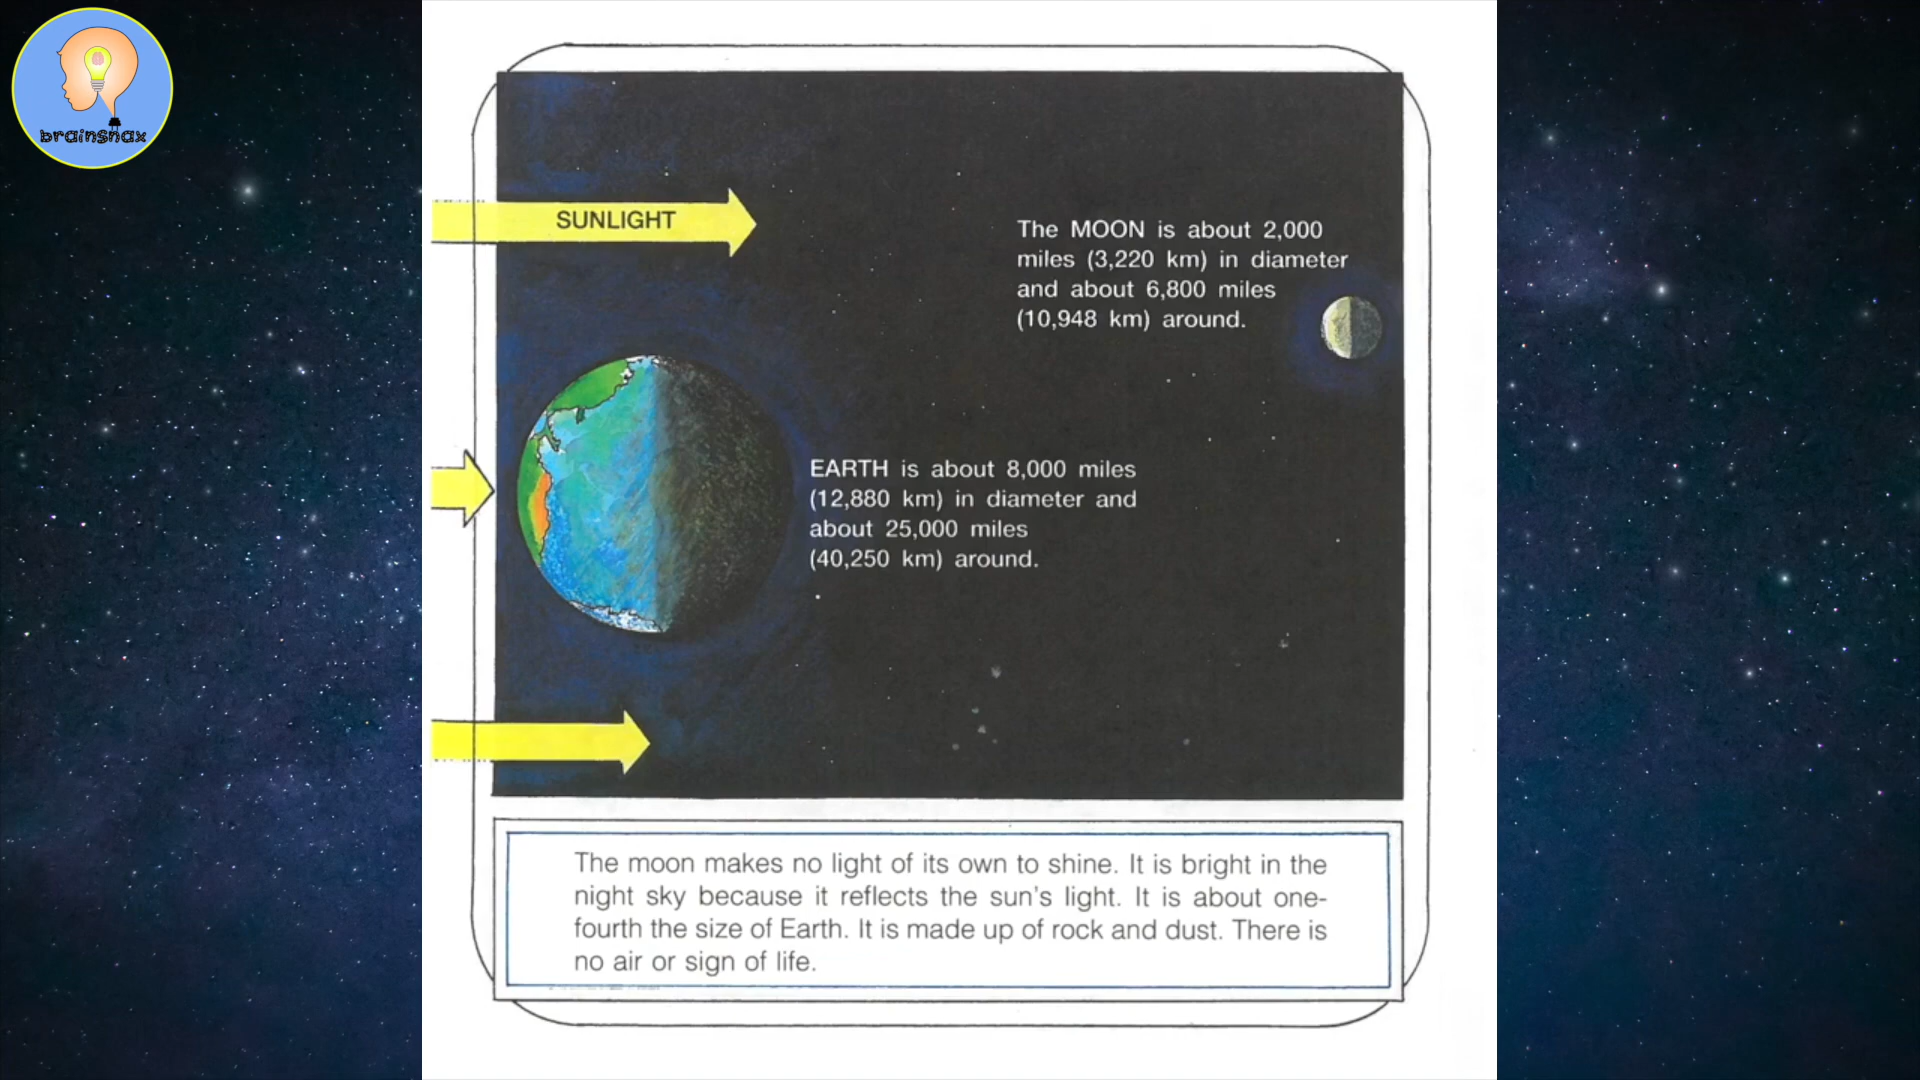 brainsnax
SUNLIGHT
The MOON is about 2,000
miles (3,220 km) in diameter
and about 6,800 miles
(10,948 km) around.
EARTH is about 8,000 miles
(12,880 km) in diameter and
about 25,000 miles
(40,250 km) around.
The moon makes no light of its own to shine. It is bright in the
night sky because it reflects the sun's light. It is about one-
fourth the size of Earth. It is made up of rock and dust. There is
no air or sign of life.